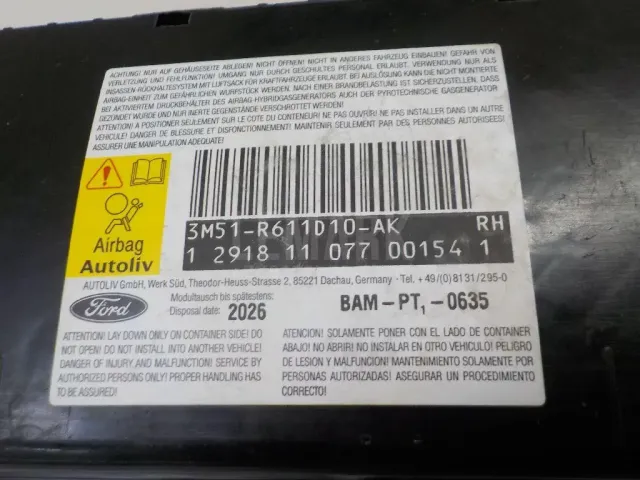 ACHTUNG! NUR AUF GEHÄUSESEITE ABLEGEN! NICHT ÖFFNEN! NICHT IN ANDERES FAHRZEUG EINBAUEN! GEFAHR VON
VERLETZUNG UND FEHLFUNKTION! UMGANG NUR DURCH GESCHULTES PERSONAL ERLAUBT. VERWENDUNG NUR ALS
INSASSEN-RÜCKHALTESYSTEM MIT LUFTSACK FÜR KRAFTFAHRZEUGE ERLAUBT. BEI AUSLÖSUNG KANN DIE NICHT MONTIERTE
AIRBAG-EINHEIT ZUM GEFÄHRLICHEN WURFSTÜCK WERDEN. NACH EINER BRANDBELASTUNG IST SICHERZUSTELLEN, DASS
BEI AKTIVIERTEM DRUCKBEHÄLTER DES AIRBAG-HYBRIDGASGENERATORS AUCH DER PYROTECHNISCHE GASGENERATOR
GEZÜNDET WURDE UND NUR INERTE GEGENSTÄNDE VERSCHROTTET WERDEN.
ATTENTION! A POSITIONER SEULEMENT SUR LE COTE DU CONTENEUR! NE PAS OUVRIR! NE PAS INSTALLER DANS UN AUTRE
VEHICULE! DANGER DE BLESSURE ET DISFONCTIONNEMENT! MAINTENIR SEULEMENT PAR DES PERSONNES AUTORISEES!
ASSURER UNE MANIPULATION ADEQUATE!
Airbag
Autoliv
3M51-R611D10-AK RH
1 2918 11 077 00154 1
AUTOLIV GmbH, Werk Süd, Theodor-Heuss-Strasse 2, 85221 Dachau, Germany - Tel. +49/(0)8131/295-0
Ford
Modultausch bis spätestens:
Disposal date: 2026
BAM-PT₁-0635
ATTENTION! LAY DOWN ONLY ON CONTAINER SIDE! DO
NOT OPEN! DO NOT INSTALL INTO ANOTHER VEHICLE!
DANGER OF INJURY, AND MALFUNCTION! SERVICE BY
AUTHORIZED PERSONS ONLY! PROPER HANDLING HAS
TO BE ASSURED!
ATENCION! SOLAMENTE PONER CON EL LADO DE CONTAINER
ABAJO! NO ABRIR! NO INSTALAR EN OTRO VEHICULO! PELIGRO
DE LESION Y MALFUNCTION! MANTENIMIENTO SOLAMENTE POR
PERSONAS AUTORIZADAS! ASEGURAR UN PROCEDIMIENTO
CORRECTO!